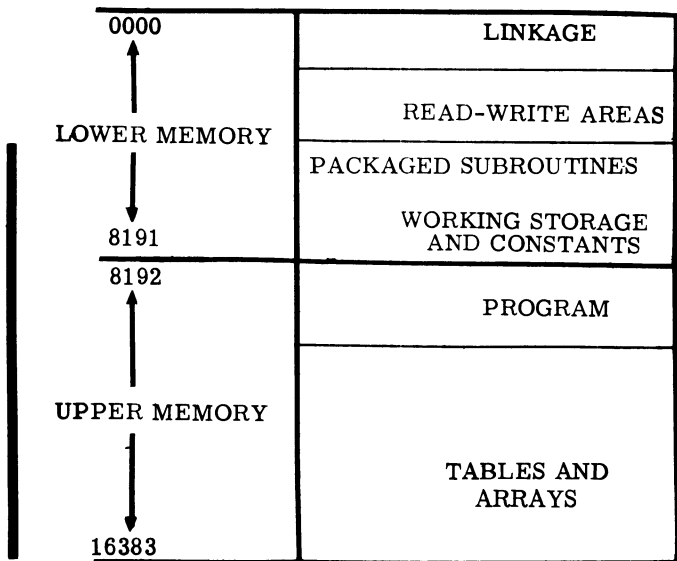 0000
LINKAGE
READ-WRITE AREAS
LOWER MEMORY
PACKAGED SUBROUTINES
WORKING STORAGE
8191
AND CONSTANTS
8192
PROGRAM
UPPER MEMORY
TABLES AND
ARRAYS
16383